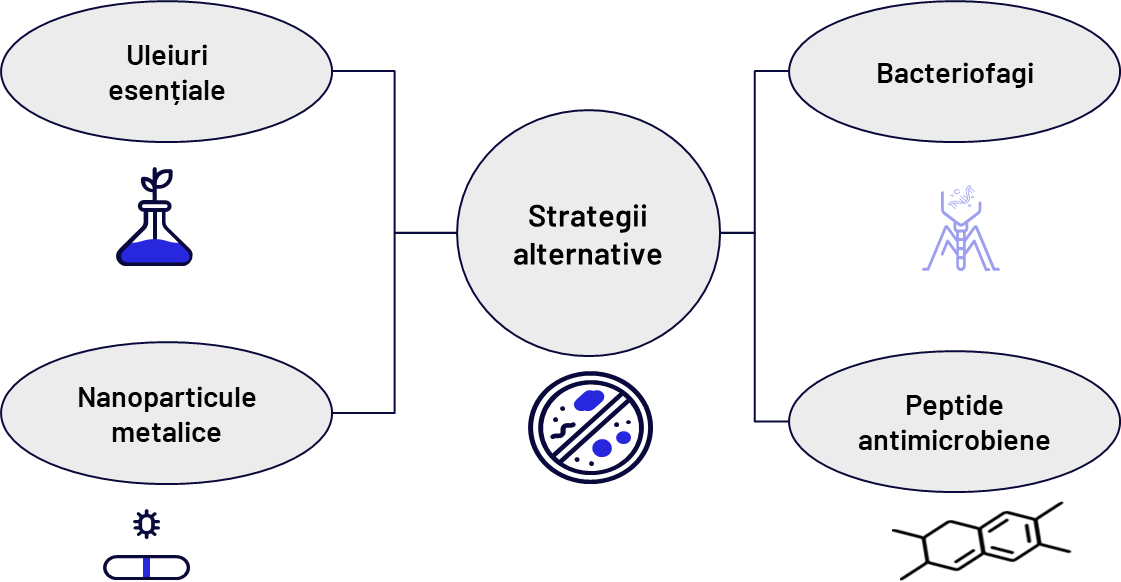 Uleiuri
esențiale
Bacteriofagi
Strategii
alternative
Nanoparticule
metalice
Peptide
antimicrobiene